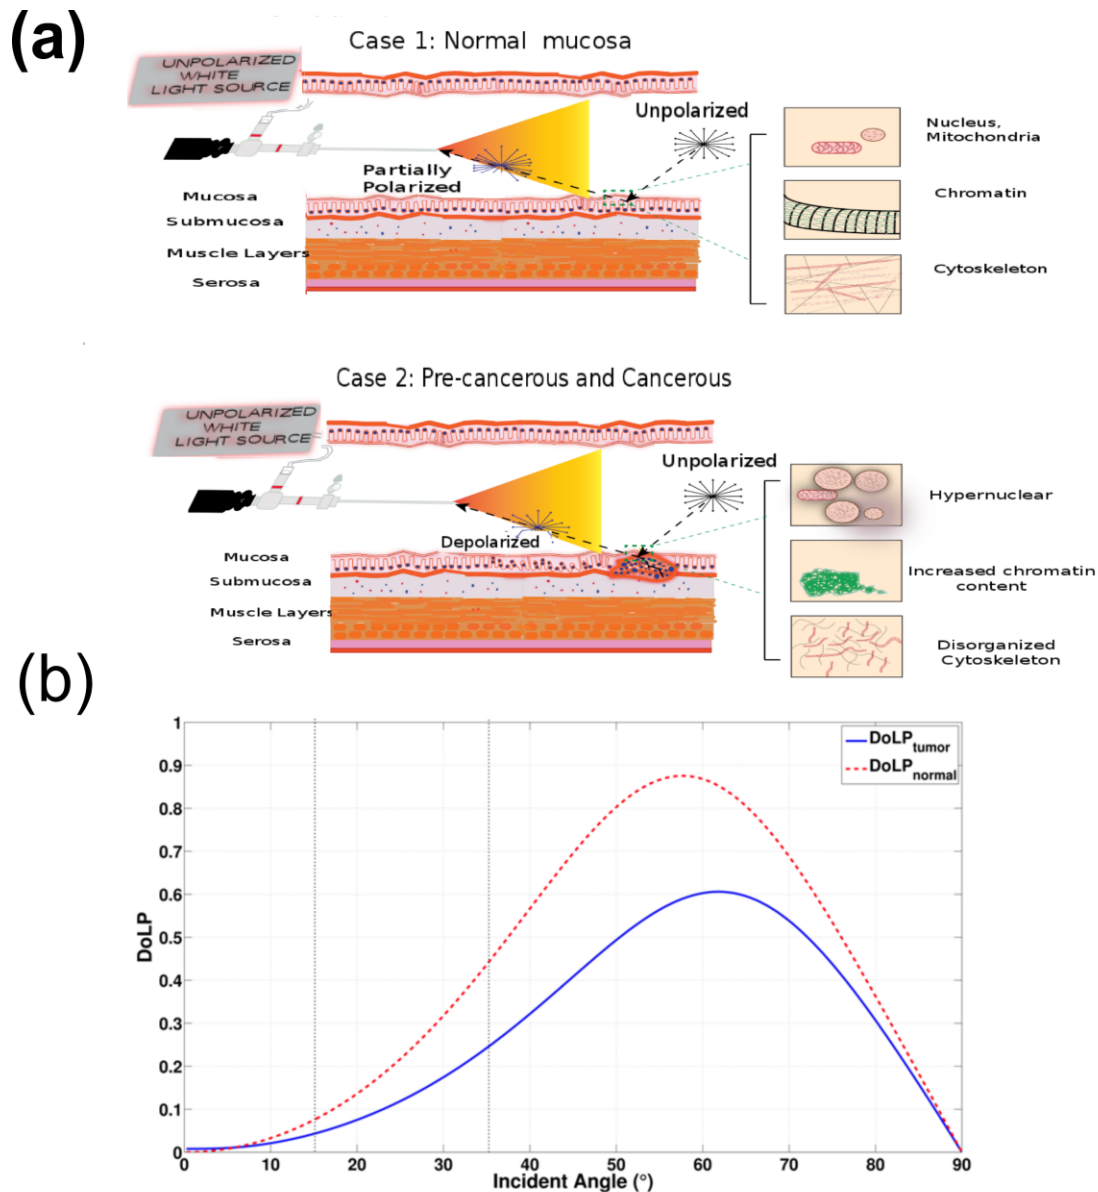 (a)
Case 1: Normal mucosa
UNPOLARIZED
WHITE
LIGHT SOURCE
Unpolarized
Partially
Polarized
Mucosa
Submucosa
Muscle Layers
Serosa
Nucleus,
Mitochondria
Chromatin
Cytoskeleton
Case 2: Pre-cancerous and Cancerous
UNPOLARIZED
WHITE
LIGHT SOURCE
Unpolarized
Depolarized
Mucosa
Submucosa
Muscle Layers
Serosa
Hypernuclear
Increased chromatin
content
Disorganized
Cytoskeleton
(b)
DoLP
1
0.9
0.8
0.7
0.6
0.5
0.4
0.3
0.2
0.1
0
DoLP tumor
DoLP normal
0 10 20 30 40 50 60 70 80 90
Incident Angle (°)